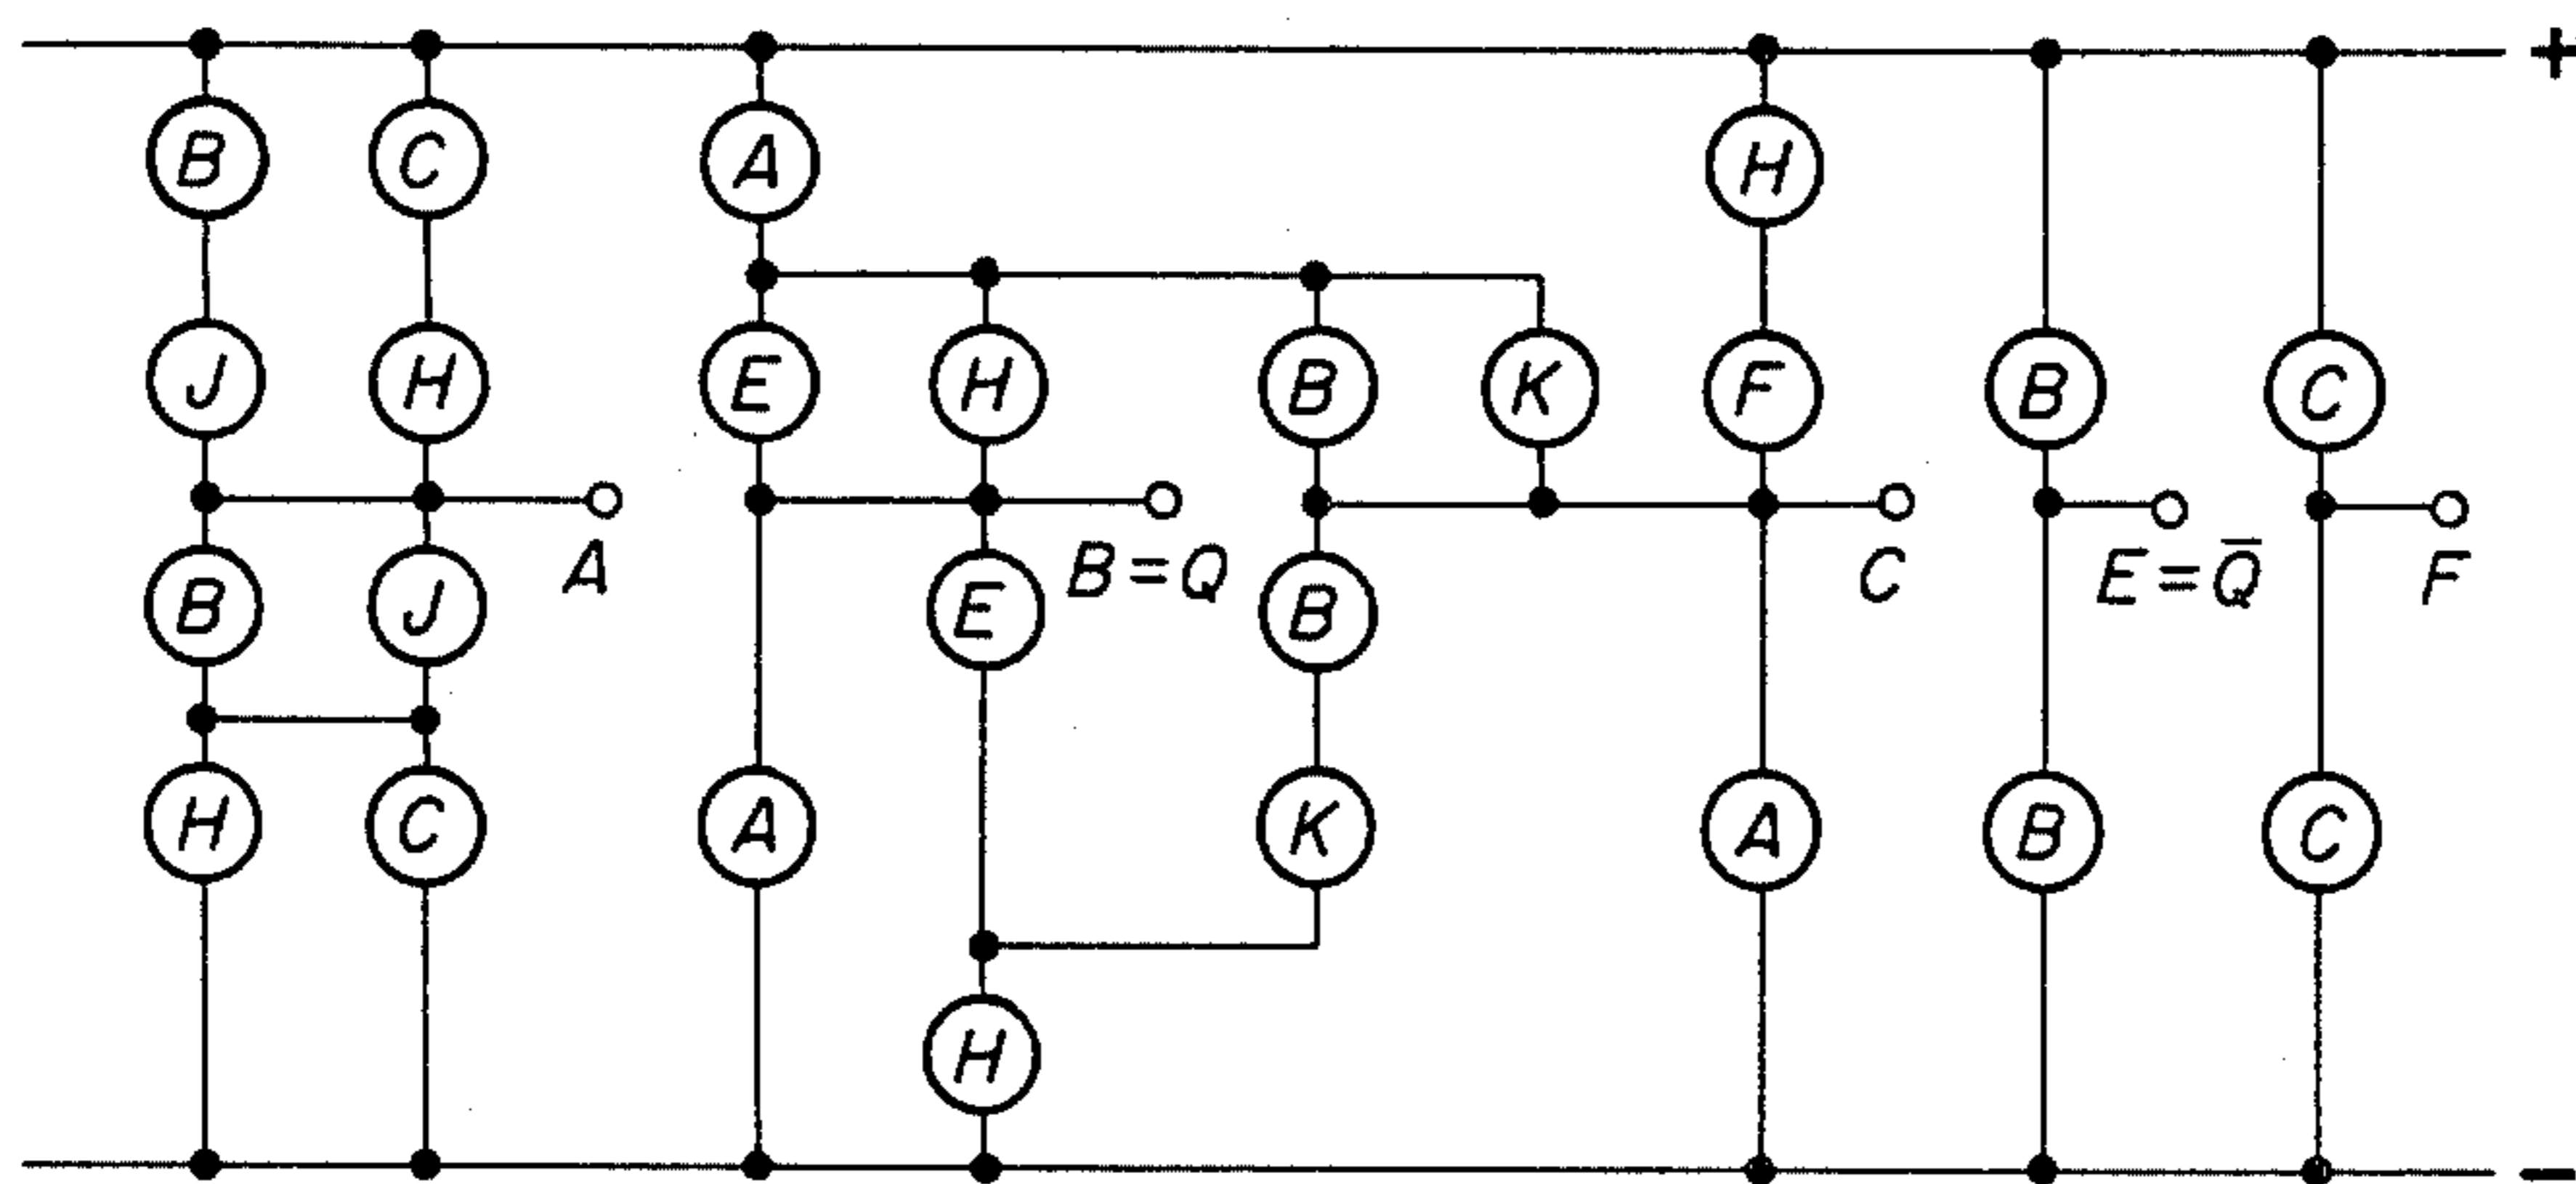 +
B C A H
J H E H B K F B C
A B = Q C E = Q̄ F
B J E B
H C A K A B C
H
−